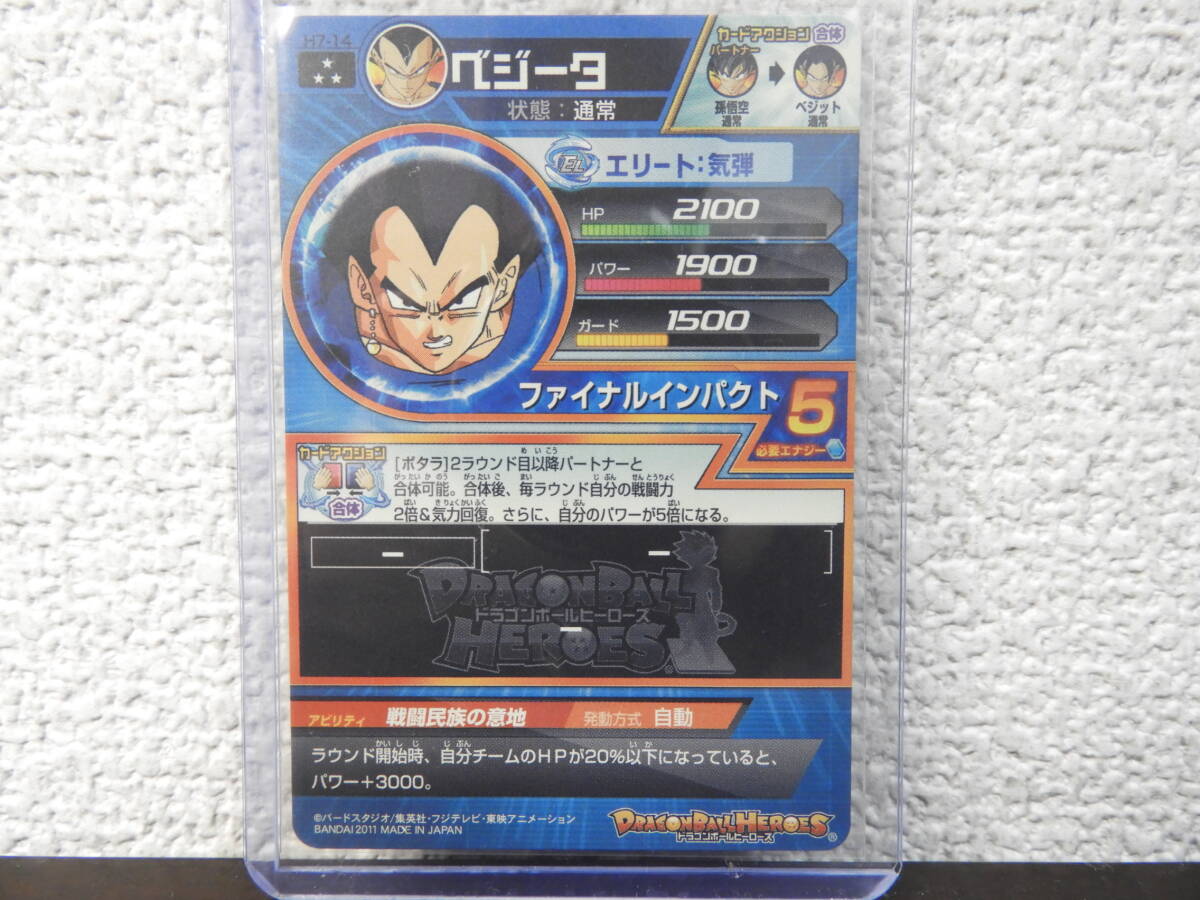 H7-14
ベジータ
状態：通常
カードアクション 合体
パートナー
孫悟空
通常
ベジット
通常
EL エリート：気弾
HP 2100
パワー 1900
ガード 1500
ファイナルインパクト 5
必要エナジー
カードアクション
合体
[ポタラ]2ラウンド目以降パートナーと
合体可能。合体後、毎ラウンド自分の戦闘力
2倍&気力回復。さらに、自分のパワーが5倍になる。
ー
ー
DRAGONBALL
ドラゴンボールヒーローズ
HEROES
ー
アビリティ 戦闘民族の意地 発動方式 自動
ラウンド開始時、自分チームのHPが20%以下になっていると、
パワー+3000。
©バードスタジオ/集英社・フジテレビ・東映アニメーション
BANDAI 2011 MADE IN JAPAN
DRAGONBALL HEROES
ドラゴンボールヒーローズ